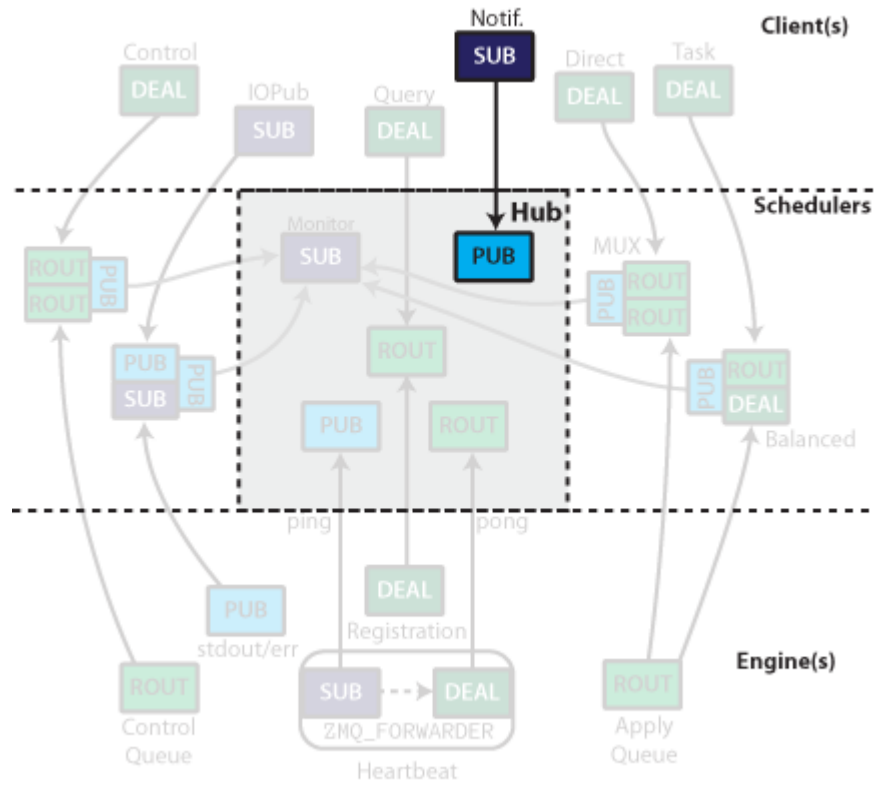 Notif.
Client(s)
SUB
Control
DEAL
IOPub
SUB
Query
DEAL
Direct
DEAL
Task
DEAL
Schedulers
Hub
PUB
Monitor
SUB
ROUT
ROUT
PUB
MUX
PUB
ROUT
ROUT
PUB
SUB
PUB
ROUT
PUB
ROUT
DEAL
Balanced
PUB
ROUT
ping
pong
DEAL
Registration
PUB
stdout/err
Engine(s)
ROUT
Control
Queue
SUB
DEAL
ZMQ_FORWARDER
Heartbeat
ROUT
Apply
Queue